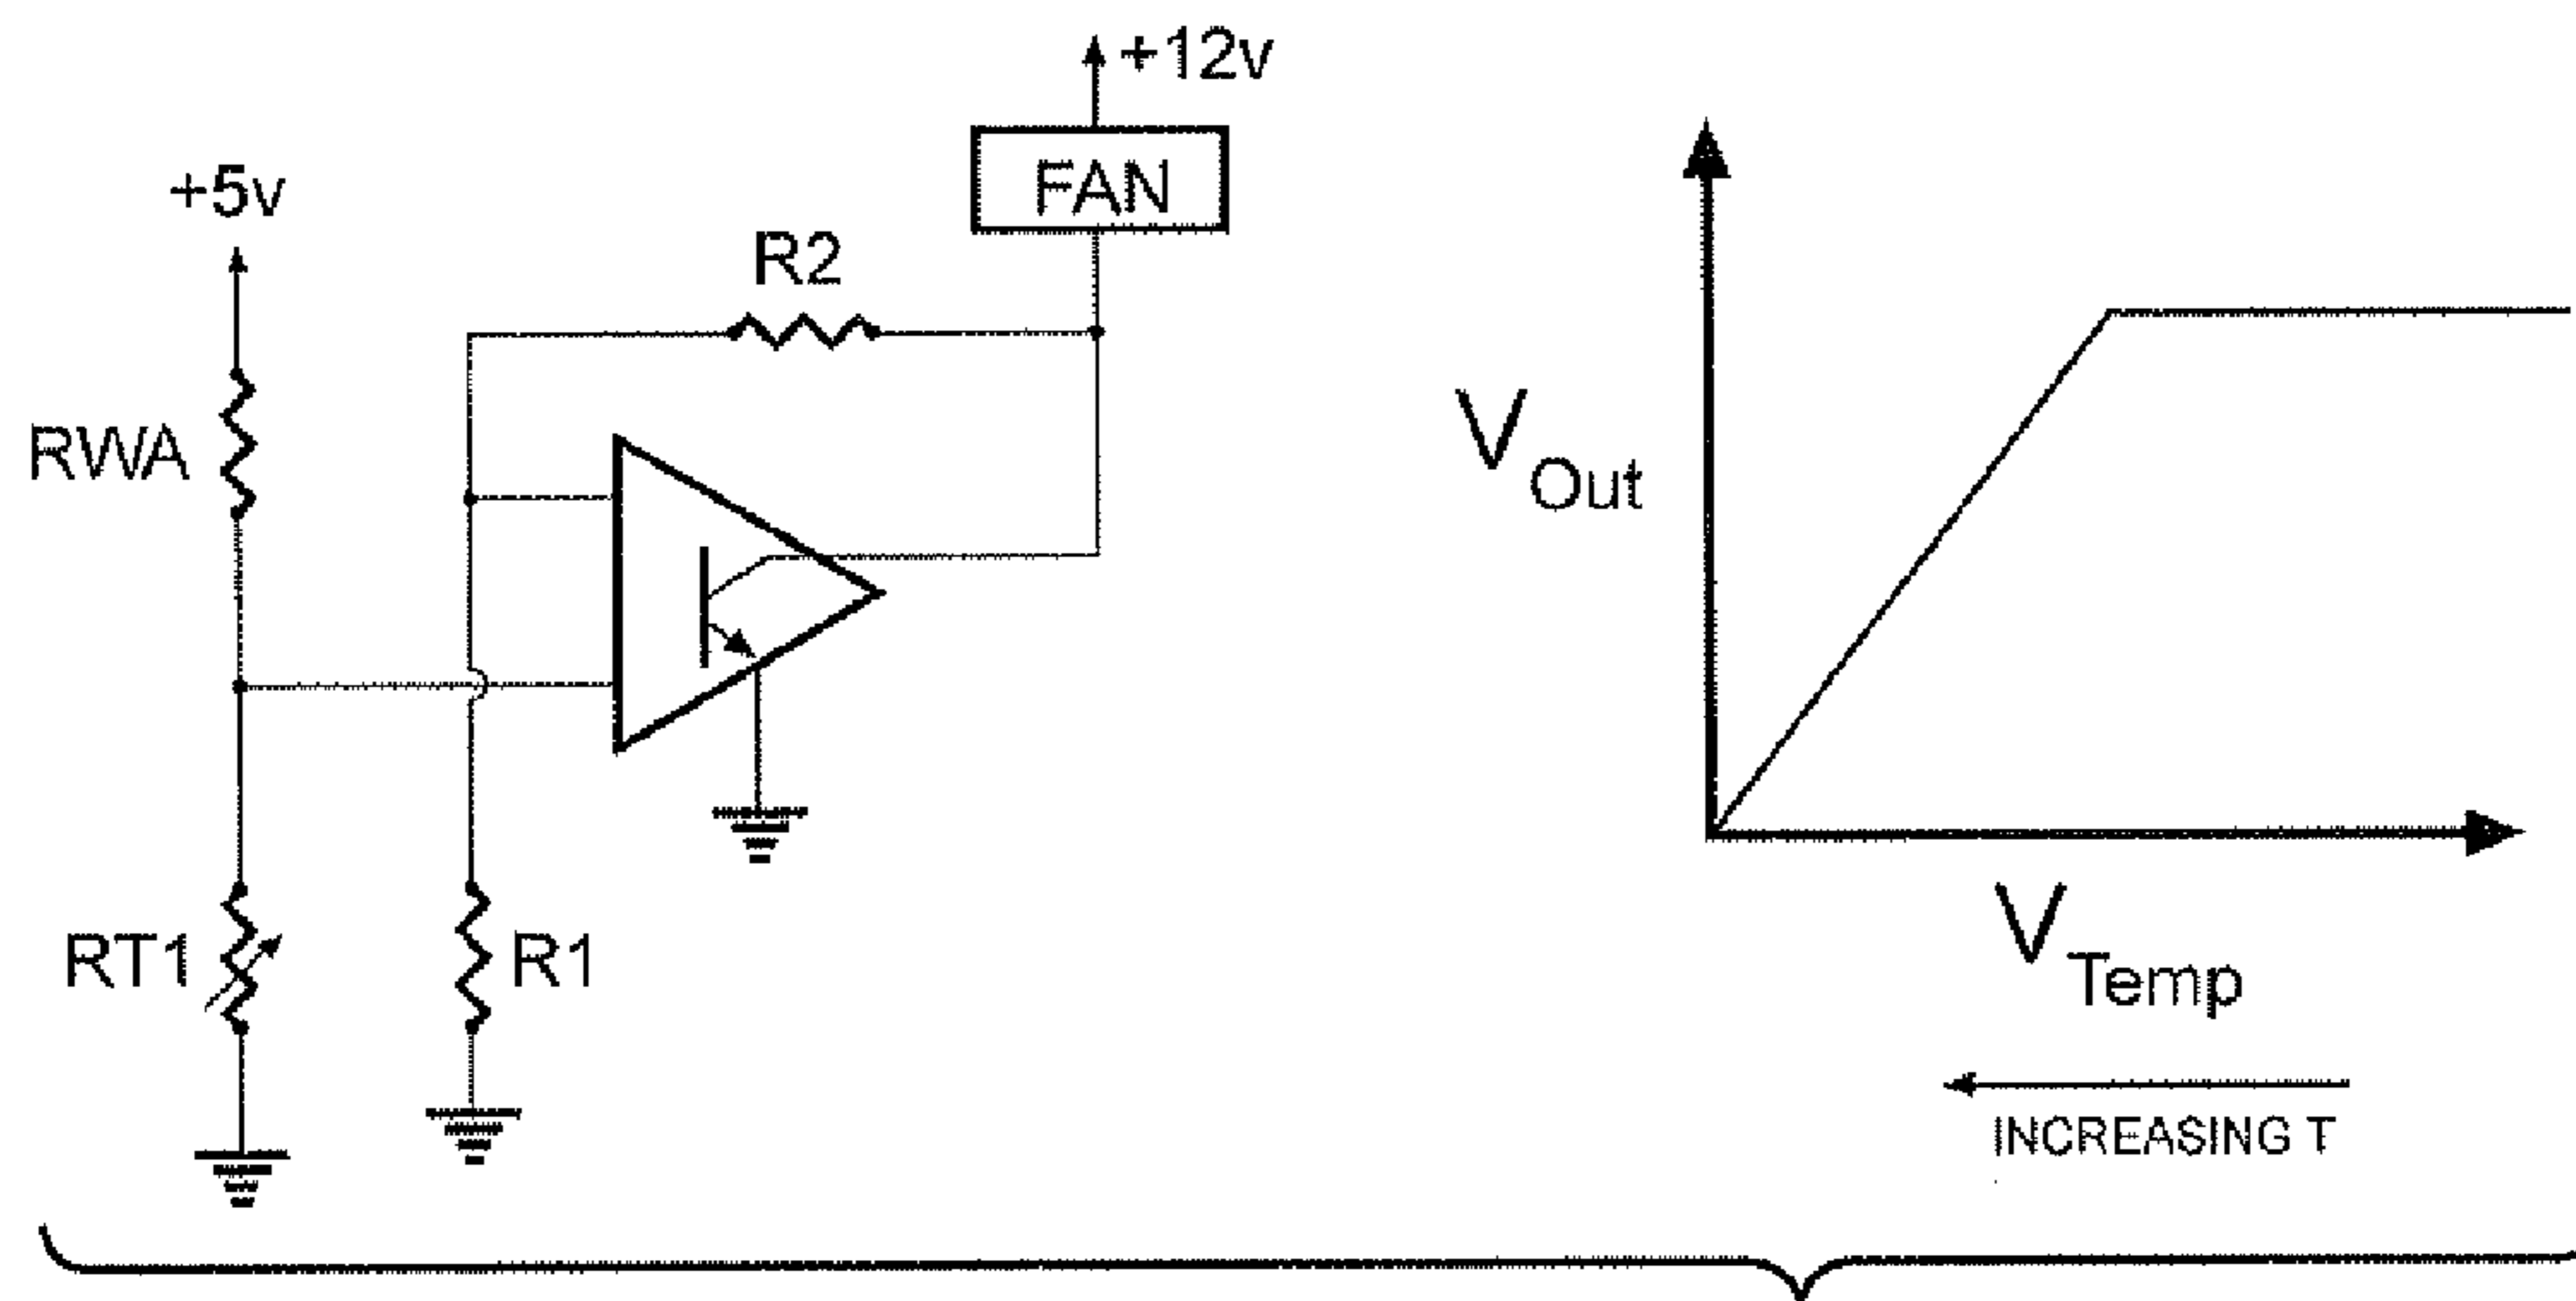 +12v
FAN
+5v
R2
RWA
V Out
RT1
R1
V Temp
INCREASING T